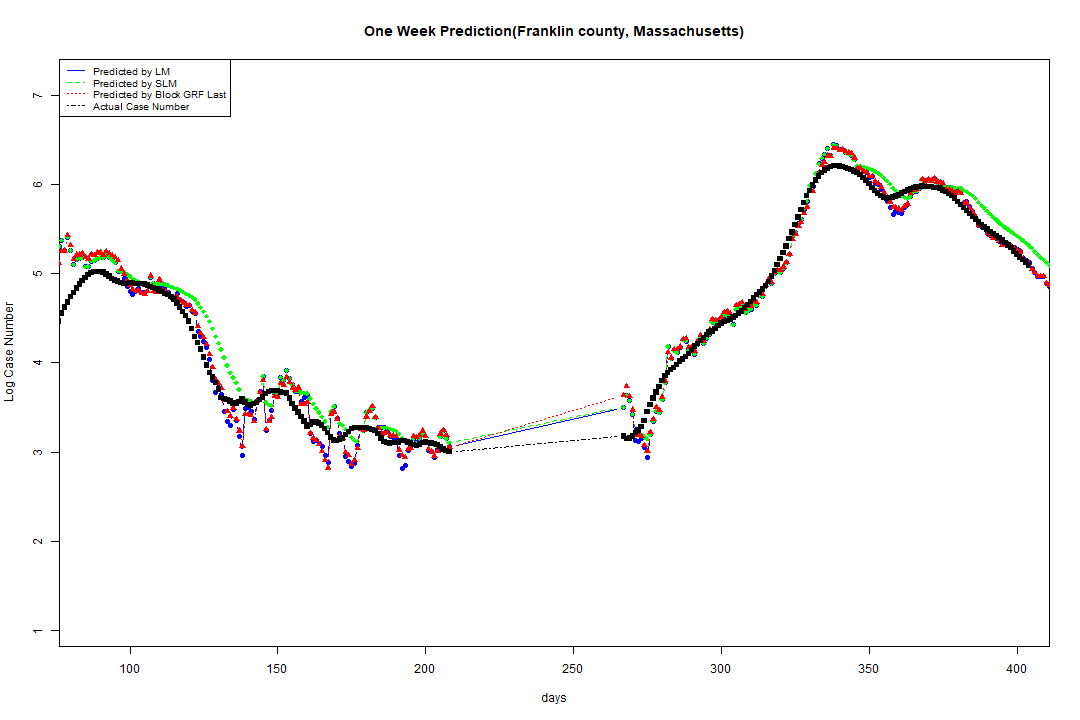 One Week Prediction(Franklin county, Massachusetts)
Predicted by LM
Predicted by SLM
Predicted by Block GRF Last
Actual Case Number
Log Case Number
7
6
5
4
3
2
1
100 150 200 250 300 350 400
days